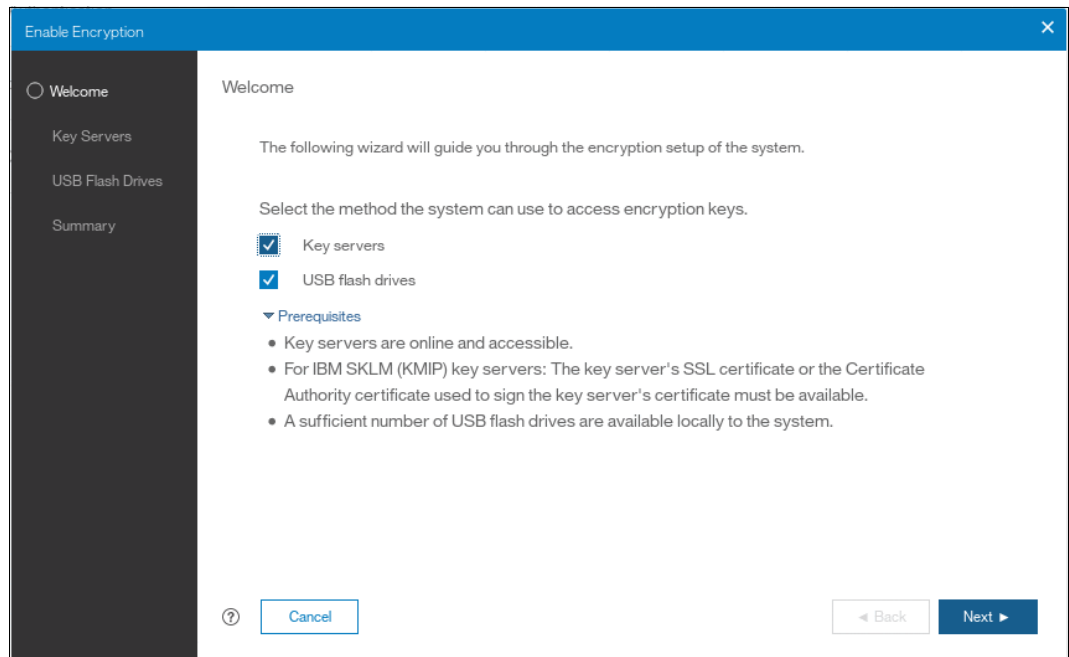 Enable Encryption
Welcome
Key Servers
USB Flash Drives
Summary
Welcome
The following wizard will guide you through the encryption setup of the system.
Select the method the system can use to access encryption keys.
Key servers
USB flash drives
Prerequisites
• Key servers are online and accessible.
• For IBM SKLM (KMIP) key servers: The key server's SSL certificate or the Certificate
Authority certificate used to sign the key server's certificate must be available.
• A sufficient number of USB flash drives are available locally to the system.
?
Cancel
◄ Back
Next ►